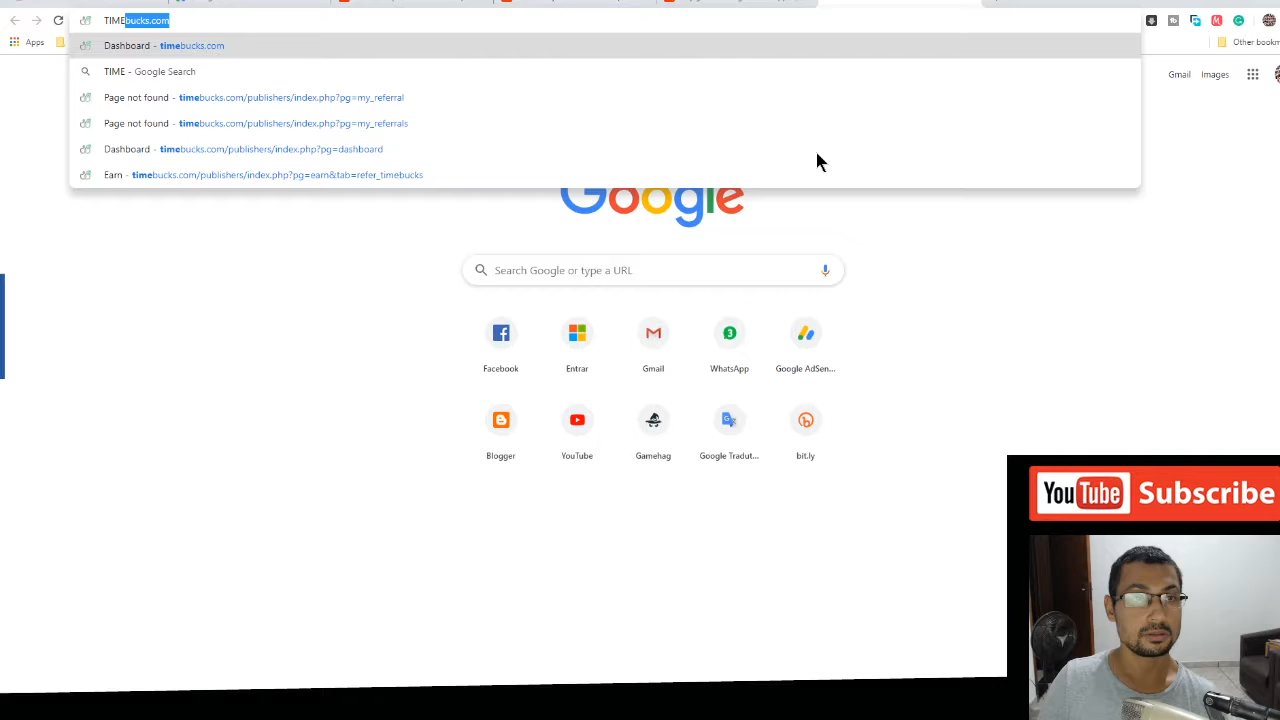 TIMEbucks.com
Dashboard - timebucks.com
TIME - Google Search
Page not found - timebucks.com/publishers/index.php?pg=my_referral
Page not found - timebucks.com/publishers/index.php?pg=my_referrals
Dashboard - timebucks.com/publishers/index.php?pg=dashboard
Earn - timebucks.com/publishers/index.php?pg=earn&tab=refer_timebucks
Apps
Other bookm
Gmail Images
Google
Search Google or type a URL
Facebook Entrar Gmail WhatsApp Google AdSen...
Blogger YouTube Gamehag Google Tradut... bit.ly
3
YouTube Subscribe